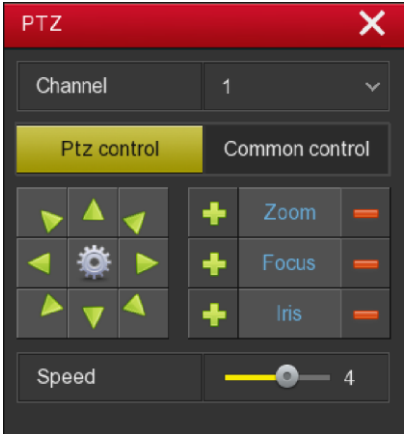 PTZ
Channel 1
Ptz control Common control
Zoom
Focus
Iris
Speed 4